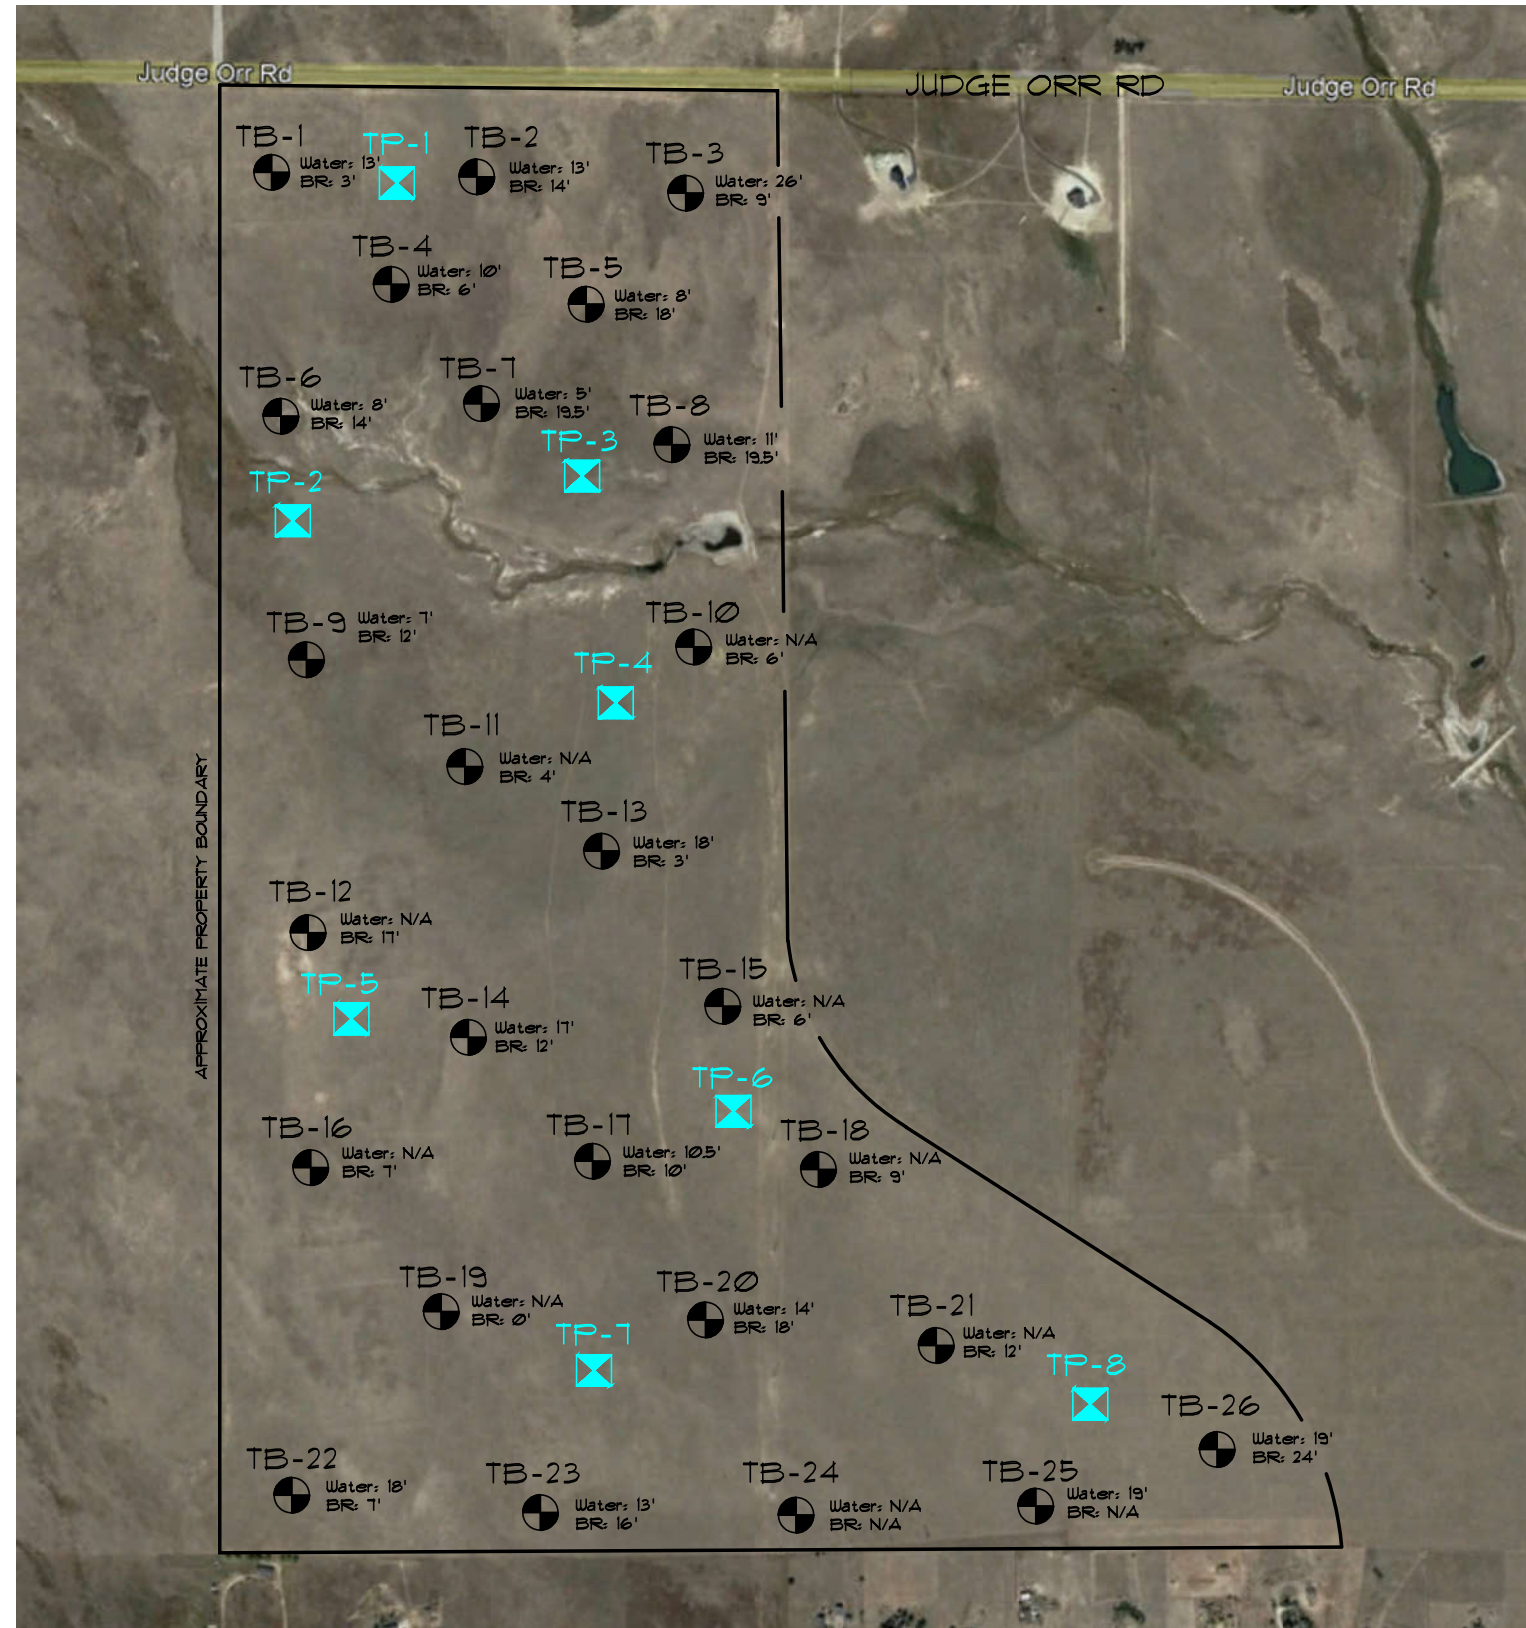 Judge Orr Rd
JUDGE ORR RD
Judge Orr Rd
TB-1
Water: 13'
BR: 3'
TP-1
TB-2
Water: 13'
BR: 14'
TB-3
Water: 26'
BR: 9'
TB-4
Water: 10'
BR: 6'
TB-5
Water: 8'
BR: 18'
TB-6
Water: 8'
BR: 14'
TB-7
Water: 5'
BR: 19.5'
TB-8
Water: 11'
BR: 19.5'
TP-3
TP-2
TB-9
Water: 7'
BR: 12'
TB-10
Water: N/A
BR: 6'
TP-4
TB-11
Water: N/A
BR: 4'
TB-13
Water: 18'
BR: 3'
APPROXIMATE PROPERTY BOUNDARY
TB-12
Water: N/A
BR: 17'
TP-5
TB-14
Water: 17'
BR: 12'
TB-15
Water: N/A
BR: 6'
TP-6
TB-16
Water: N/A
BR: 7'
TB-17
Water: 10.5'
BR: 10'
TB-18
Water: N/A
BR: 9'
TB-19
Water: N/A
BR: 0'
TP-7
TB-20
Water: 14'
BR: 18'
TB-21
Water: N/A
BR: 12'
TP-8
TB-26
Water: 19'
BR: 24'
TB-22
Water: 18'
BR: 7'
TB-23
Water: 13'
BR: 16'
TB-24
Water: N/A
BR: N/A
TB-25
Water: 19'
BR: N/A